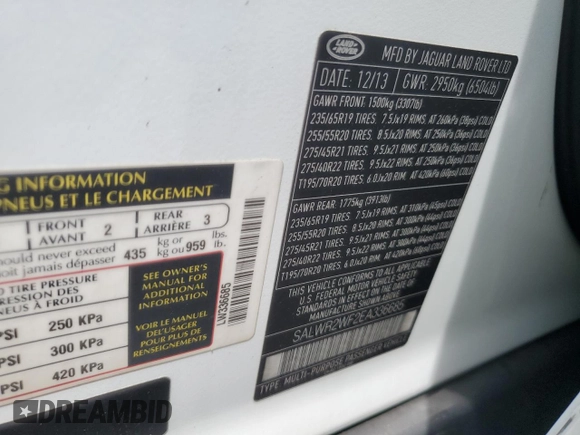 LAND ROVER
MFD BY JAGUAR LAND ROVER LTD
DATE: 12/13 GWR: 2950kg (6504lb)
GAWR FRONT: 1500kg (3307lb)
235/65R19 TIRES 7.5Jx19 RIMS. AT 260kPa (38psi) COLD
255/55R20 TIRES 8.5Jx20 RIMS. AT 250kPa (36psi) COLD
275/45R21 TIRES 9.5Jx21 RIMS. AT 250kPa (36psi) COLD
275/40R22 TIRES 9.5Jx22 RIMS. AT 250kPa (36psi) COLD
T195/70R20 TIRES 6.0Jx20 RIM. AT 420kPa (60psi) COLD
GAWR REAR: 1775kg (3913lb)
235/65R19 TIRES 7.5Jx19 RIMS. AT 310kPa (45psi) COLD
255/55R20 TIRES 8.5Jx20 RIMS. AT 300kPa (44psi) COLD
275/45R21 TIRES 9.5Jx21 RIMS. AT 300kPa (44psi) COLD
275/40R22 TIRES 9.5Jx22 RIMS. AT 300kPa (44psi) COLD
T195/70R20 TIRES 6.0Jx20 RIM. AT 420kPa (60psi) COLD
THIS VEHICLE CONFORMS TO ALL APPLICABLE
U.S. FEDERAL MOTOR VEHICLE SAFETY
STANDARDS IN EFFECT ON THE DATE OF
MANUFACTURE SHOWN ABOVE.
SALWR2WF2EA336685
TYPE: MULTI-PURPOSE PASSENGER VEHICLE
INFORMATION
PNEUS ET LE CHARGEMENT
FRONT AVANT 2 REAR ARRIÈRE 3
should never exceed
doit jamais dépasser 435 kg or kg ou 959 lbs. lb.
TIRE PRESSURE
PRESSION DES
PNEUS À FROID
PSI 250 KPa
PSI 300 KPa
PSI 420 KPa
SEE OWNER'S
MANUAL FOR
ADDITIONAL
INFORMATION
VOIR LE MANUEL
DE L'USAGER
POUR PLUS DE
RENSEIGNEMENTS
LW336685
DREAMBID